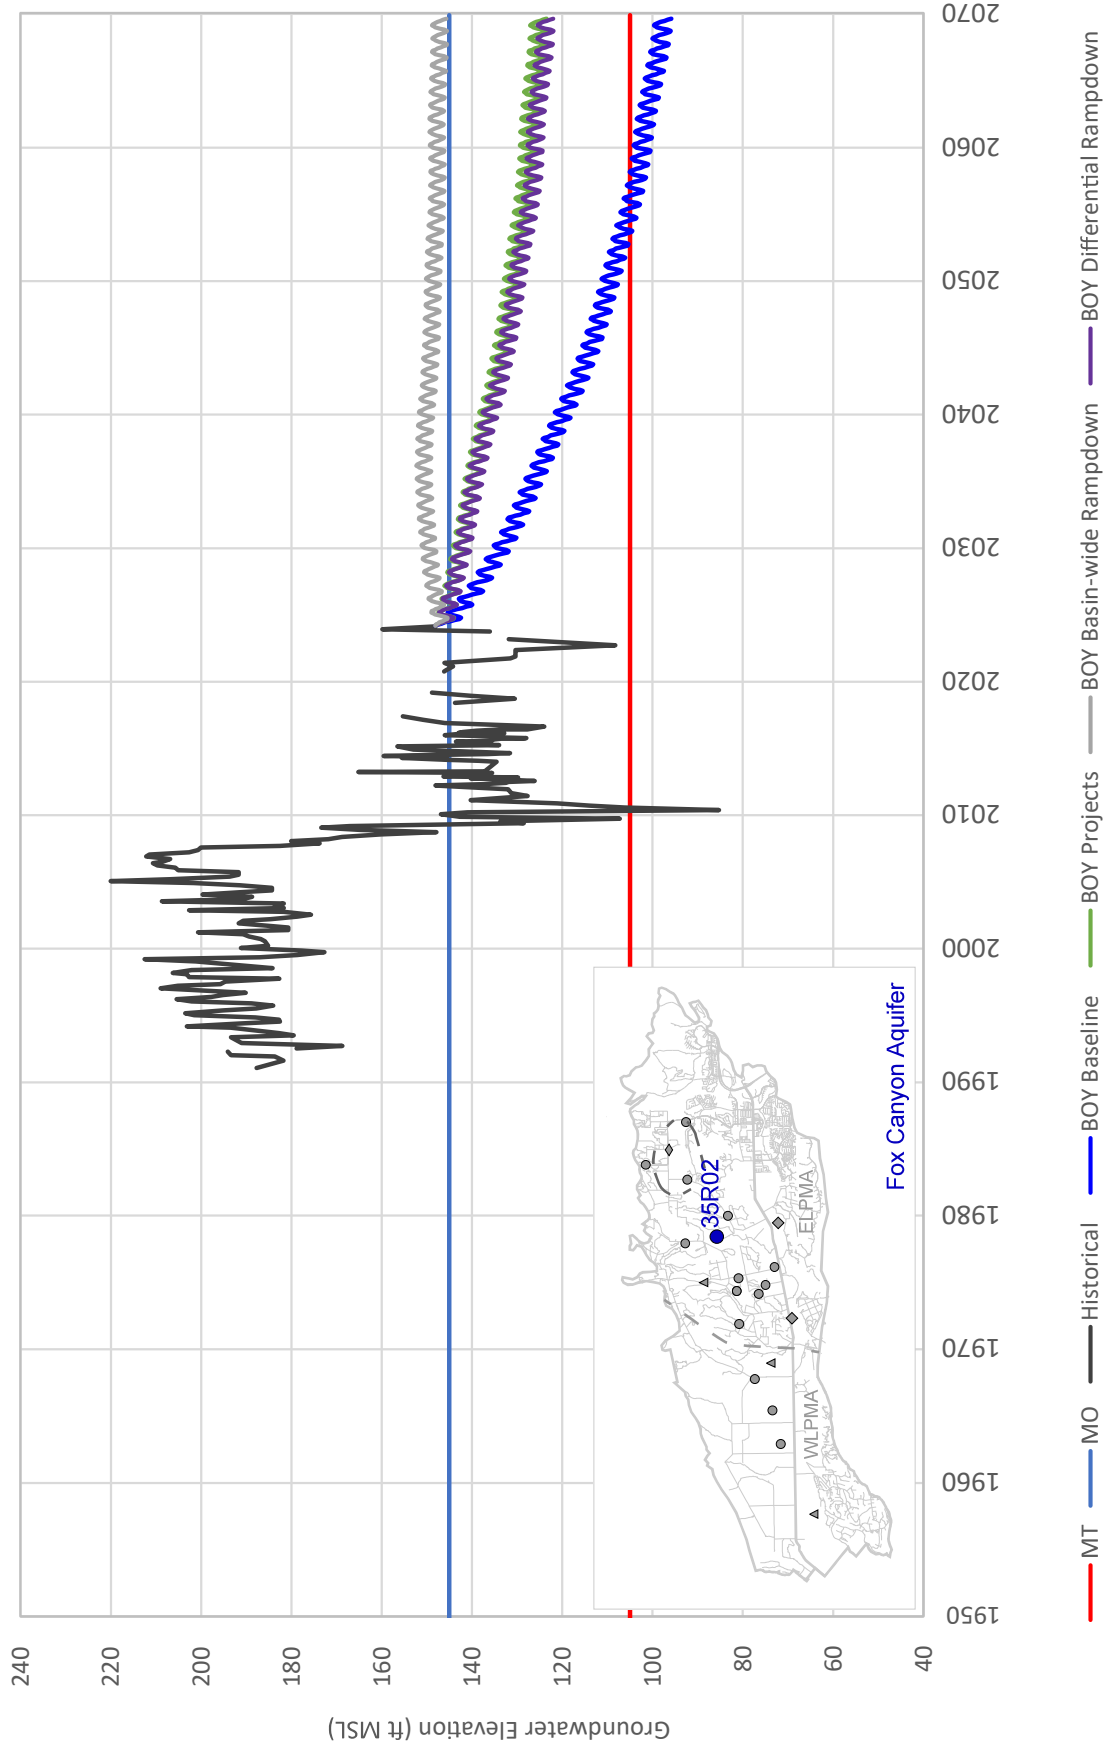 240
220
200
180
160
140
120
100
80
60
40
Groundwater Elevation (ft MSL)
1950
1960
1970
1980
1990
2000
2010
2020
2030
2040
2050
2060
2070
WLPMA
ELPMA
35R02
Fox Canyon Aquifer
MT
MO
Historical
BOY Baseline
BOY Projects
BOY Basin-wide Rampdown
BOY Differential Rampdown